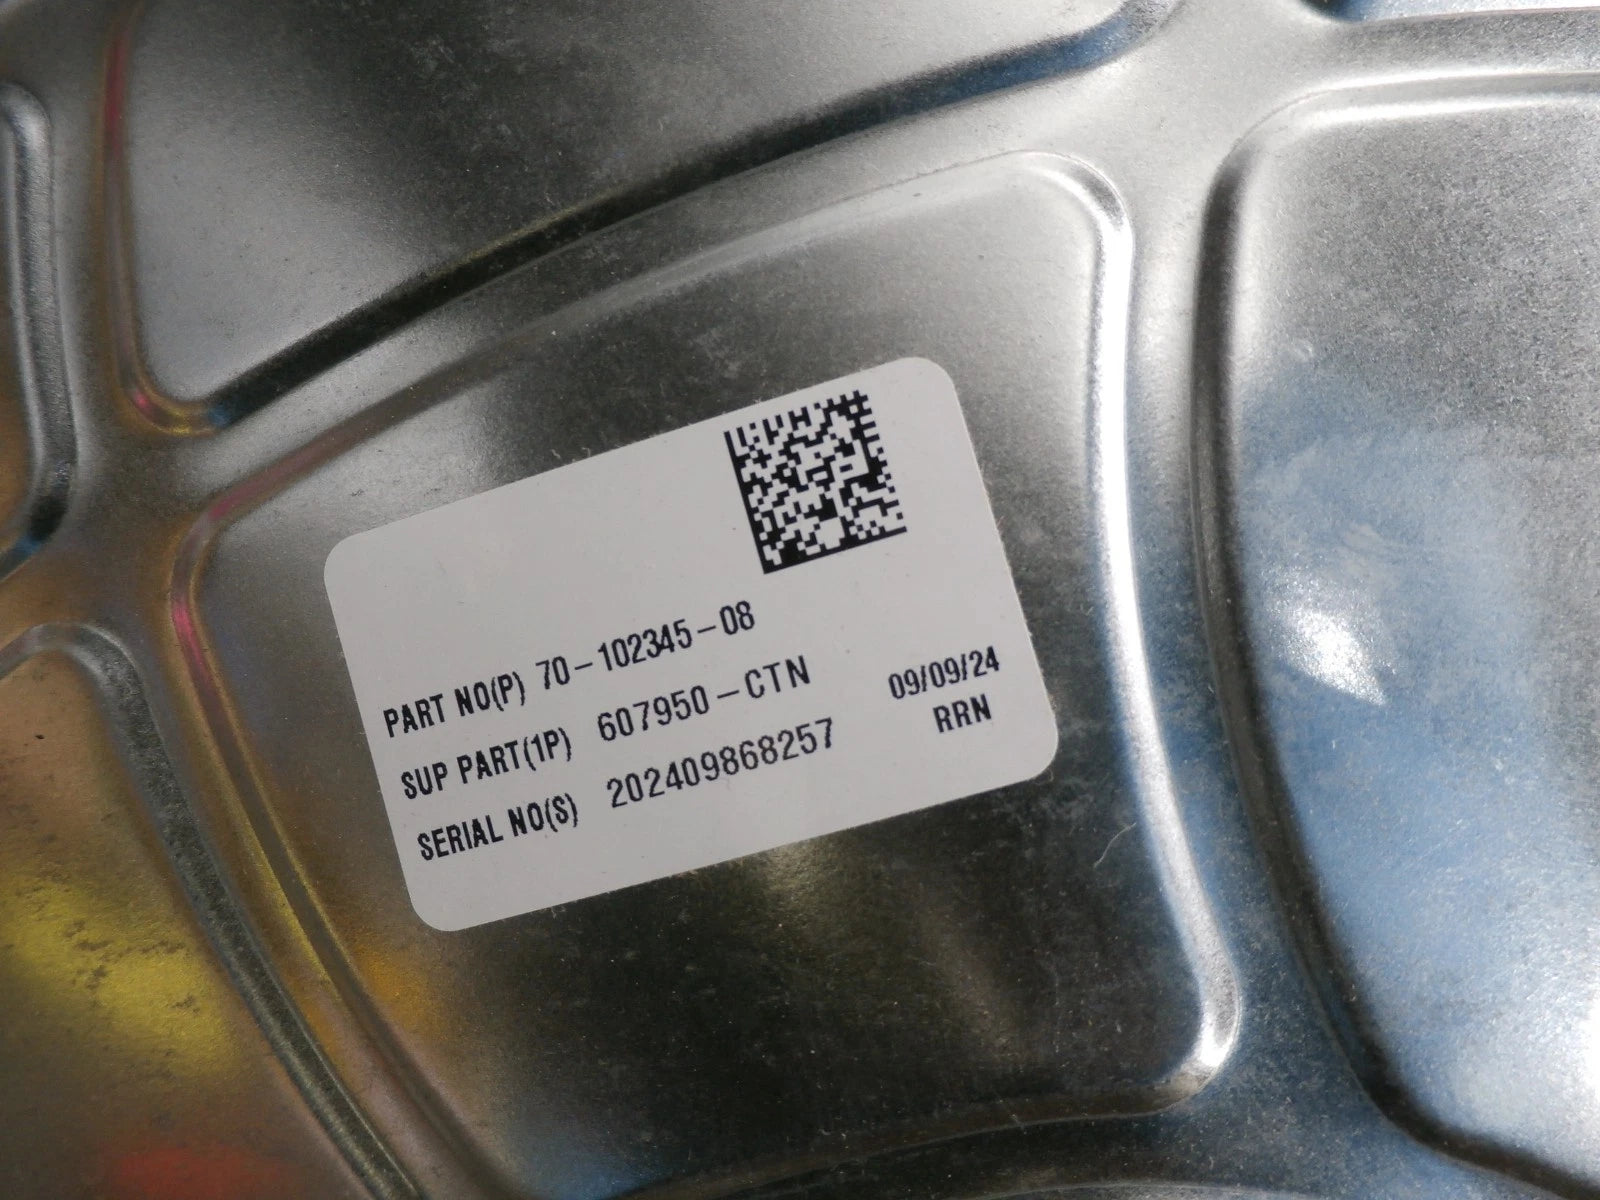 PART NO(P) 70-102345-08
SUP PART(1P) 607950-CTN 09/09/24
SERIAL NO(S) 202409868257 RRN